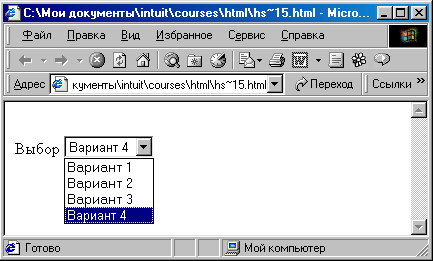 C:\Мои документы\intuit\courses\html\hs~15.html - Micro...
Файл Правка Вид Избранное Сервис Справка
Адрес кументы\intuit\courses\html\hs~15.html Переход Ссылки »
Выбор Вариант 4
Вариант 1
Вариант 2
Вариант 3
Вариант 4
Готово Мой компьютер